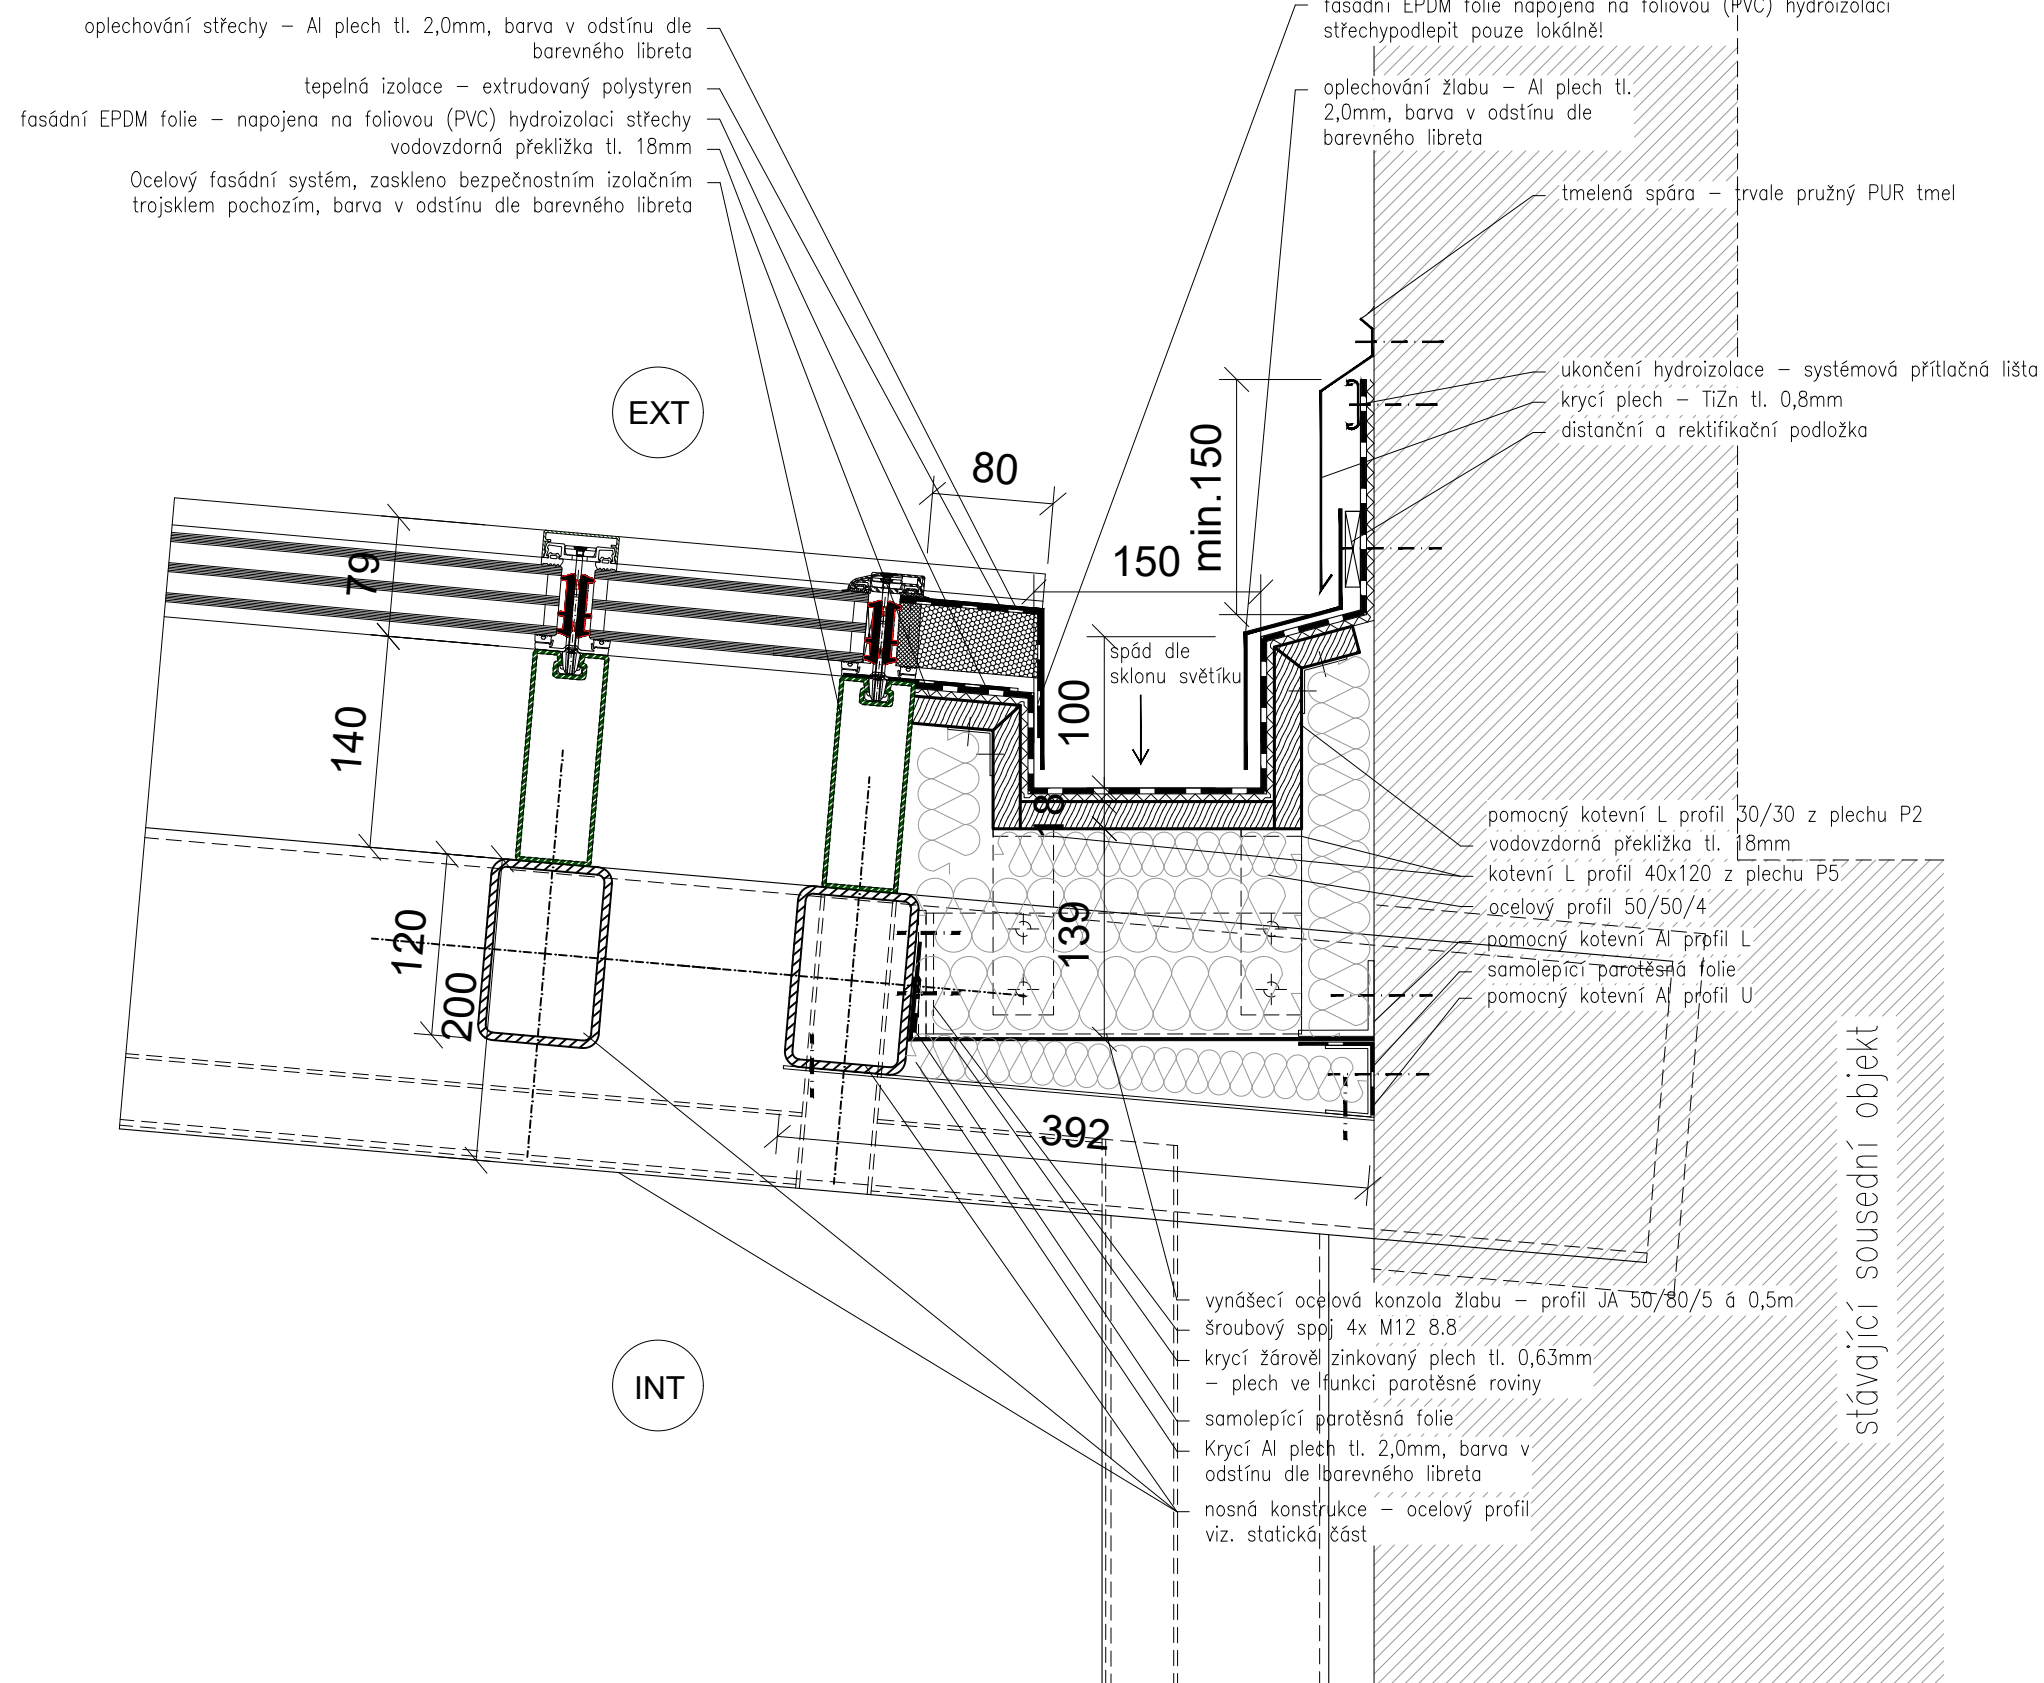 oplechování střechy – Al plech tl. 2,0mm, barva v odstínu dle
barevného libreta
tepelná izolace – extrudovaný polystyren
fasádní EPDM folie – napojena na foliovou (PVC) hydroizolaci střechy
vodovzdorná překližka tl. 18mm
Ocelový fasádní systém, zaskleno bezpečnostním izolačním
trojsklem pochozím, barva v odstínu dle barevného libreta
fasádní EPDM folie napojena na foliovou (PVC) hydroizolaci
střechypodlepit pouze lokálně!
oplechování žlabu – Al plech tl.
2,0mm, barva v odstínu dle
barevného libreta
tmelená spára – trvale pružný PUR tmel
ukončení hydroizolace – systémová přítlačná lišta
krycí plech – TiZn tl. 0,8mm
distanční a rektifikační podložka
EXT
80
150
min.150
79
spád dle
sklonu světíku
100
140
18
139
120
200
392
pomocný kotevní L profil 30/30 z plechu P2
vodovzdorná překližka tl. 18mm
kotevní L profil 40x120 z plechu P5
ocelový profil 50/50/4
pomocný kotevní Al profil L
samolepící parotěsná folie
pomocný kotevní Al profil U
stávající sousední objekt
INT
vynášecí ocelová konzola žlabu – profil JA 50/80/5 á 0,5m
šroubový spoj 4x M12 8.8
krycí žárově zinkovaný plech tl. 0,63mm
– plech ve funkci parotěsné roviny
samolepící parotěsná folie
Krycí Al plech tl. 2,0mm, barva v
odstínu dle barevného libreta
nosná konstrukce – ocelový profil
viz. statická část